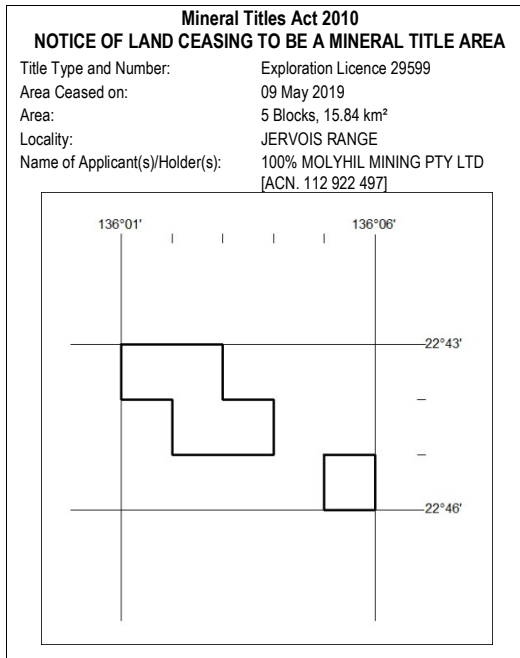 Mineral Titles Act 2010
NOTICE OF LAND CEASING TO BE A MINERAL TITLE AREA
Title Type and Number: Exploration Licence 29599
Area Ceased on: 09 May 2019
Area: 5 Blocks, 15.84 km²
Locality: JERVOIS RANGE
Name of Applicant(s)/Holder(s): 100% MOLYHIL MINING PTY LTD
[ACN. 112 922 497]
136°01' 136°06'
22°43'
22°46'